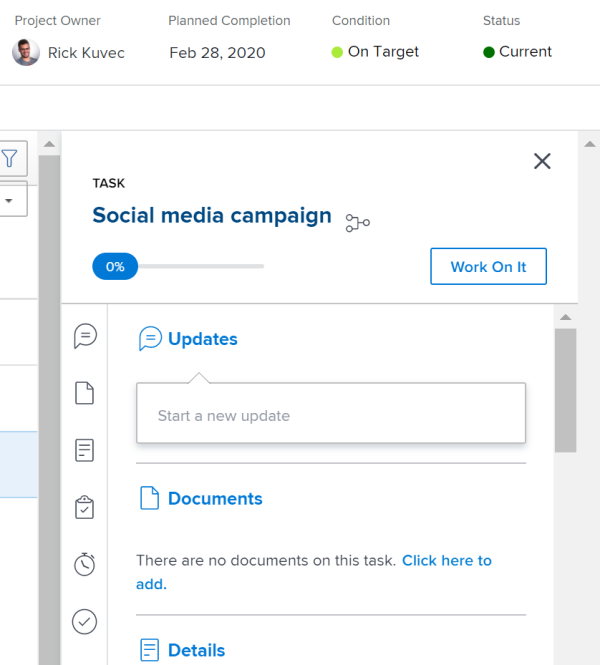 Project Owner Planned Completion Condition Status
Rick Kuvec Feb 28, 2020 On Target Current
TASK
Social media campaign
0% Work On It
Updates
Start a new update
Documents
There are no documents on this task. Click here to
add.
Details